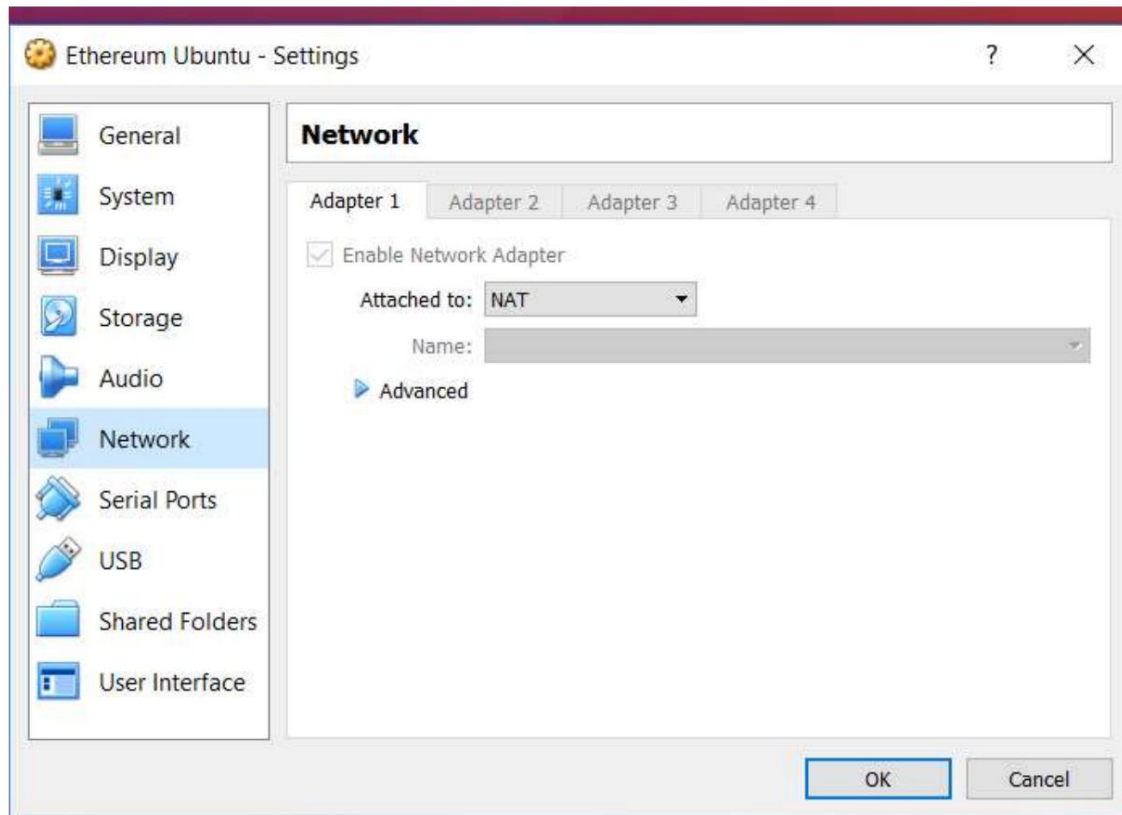 Ethereum Ubuntu - Settings
?
General
System
Display
Storage
Audio
Network
Serial Ports
USB
Shared Folders
User Interface
Network
Adapter 1 Adapter 2 Adapter 3 Adapter 4
Enable Network Adapter
Attached to: NAT
Name:
Advanced
OK Cancel